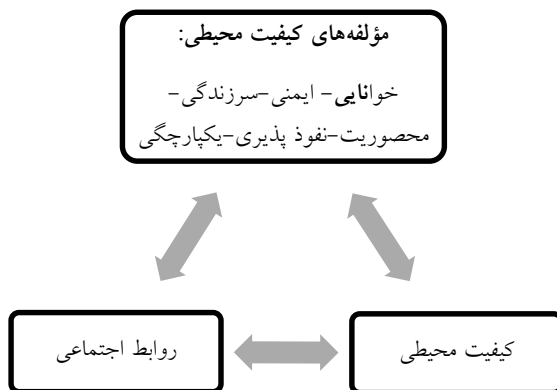 مؤلفه‌های کیفیت محیطی:
خوانایی- ایمنی-سرزندگی-
محصوریت-نفوذ پذیری-یکپارچگی
کیفیت محیطی
روابط اجتماعی